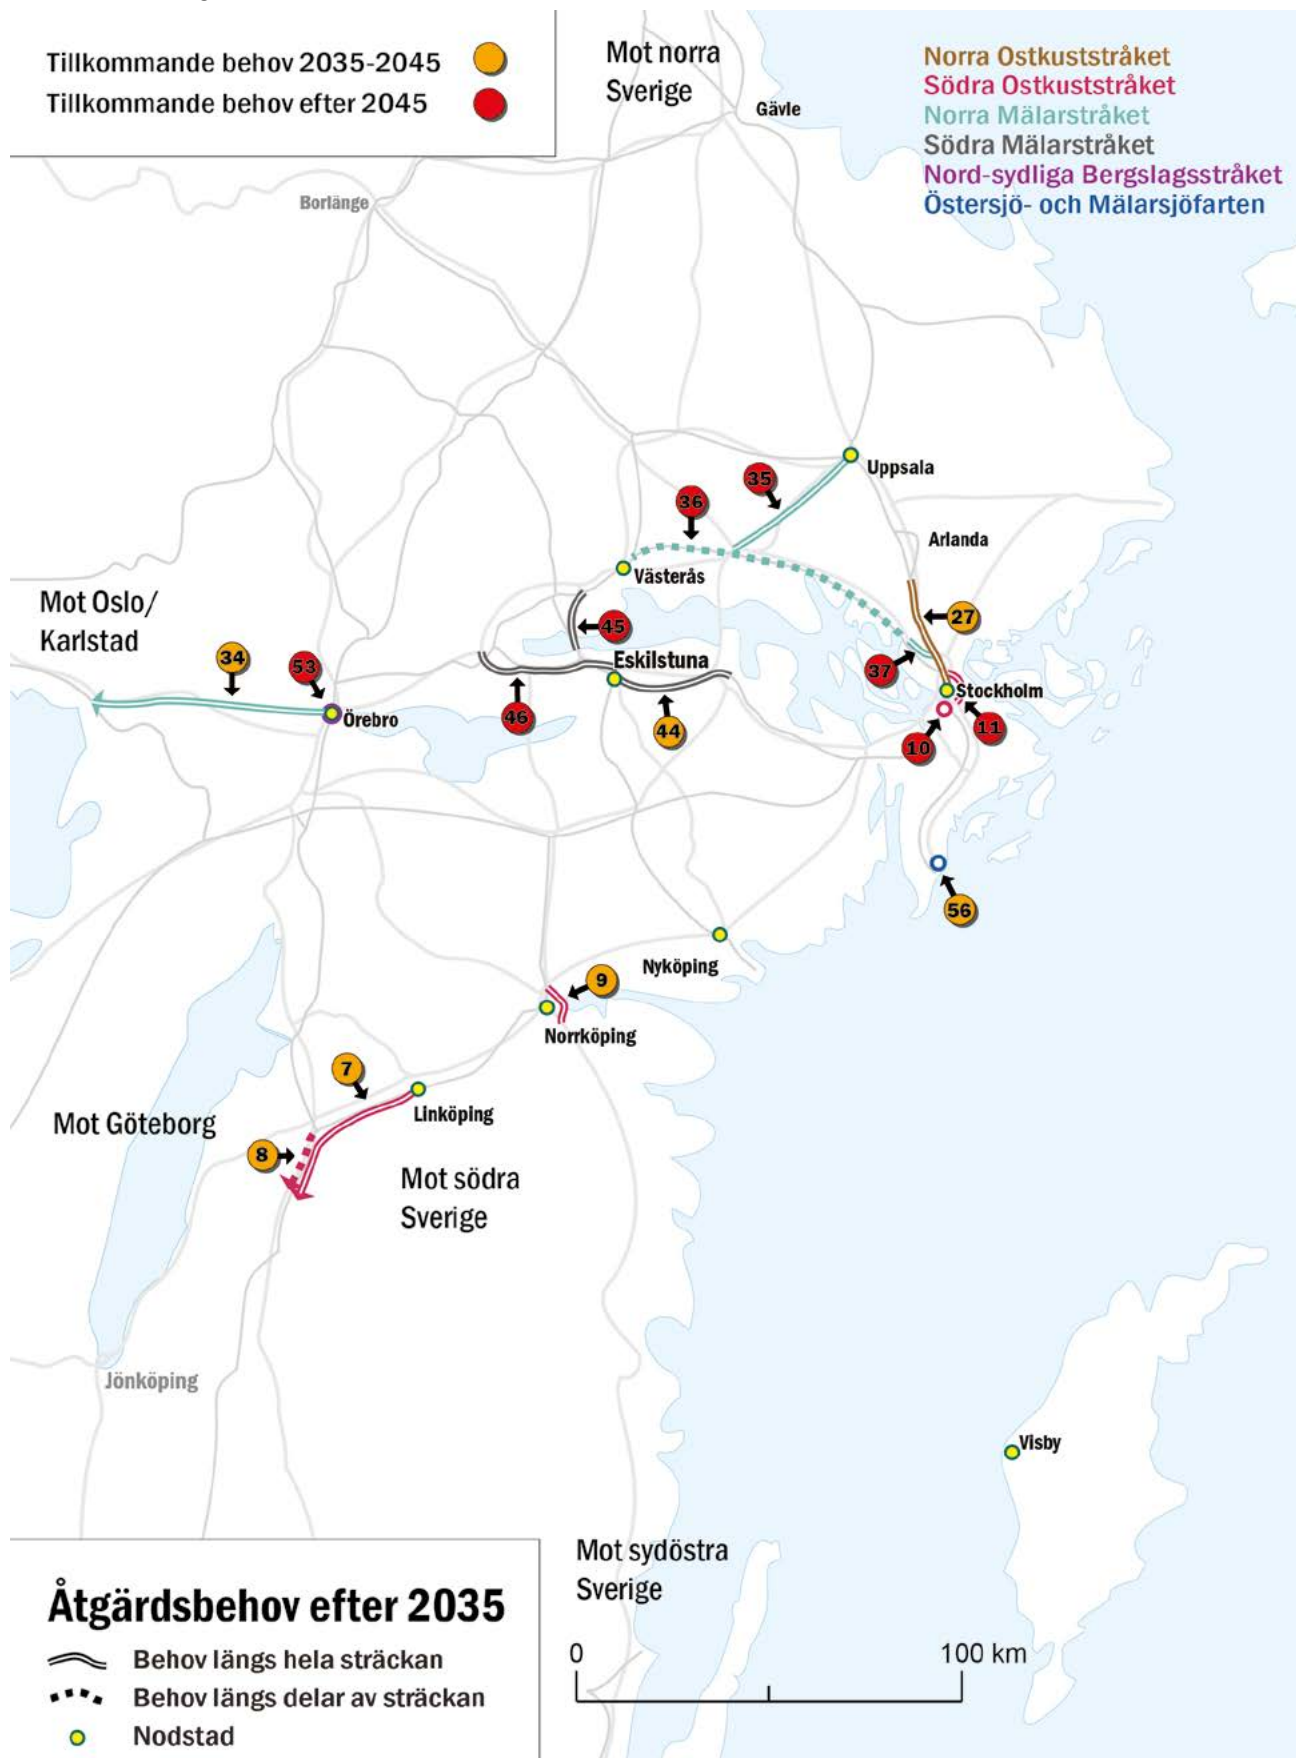 Tillkommande behov 2035-2045
Tillkommande behov efter 2045
Mot norra
Sverige
Norra Ostkuststråket
Södra Ostkuststråket
Norra Mälarstråket
Södra Mälarstråket
Nord-sydliga Bergslagsstråket
Östersjö- och Mälarsjöfarten
Gävle
Borlänge
Uppsala
35
36
Arlanda
Västerås
Mot Oslo/
Karlstad
27
45
34
53
Eskilstuna
37
Stockholm
Örebro
46
44
10
11
56
Nyköping
9
Norrköping
7
Linköping
Mot Göteborg
8
Mot södra
Sverige
Jönköping
Visby
Mot sydöstra
Sverige
Åtgärdsbehov efter 2035
Behov längs hela sträckan
Behov längs delar av sträckan
Nodstad
0
100 km